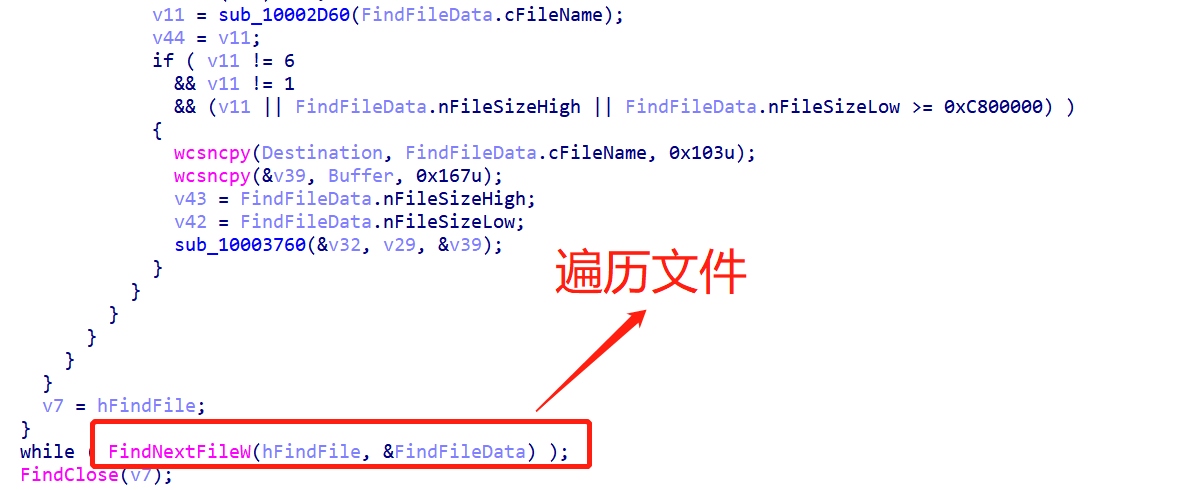 v11 = sub_10002D60(FindFileData.cFileName);
v44 = v11;
if ( v11 != 6
&& v11 != 1
&& (v11 || FindFileData.nFileSizeHigh || FindFileData.nFileSizeLow >= 0xC800000) )
{
wcsncpy(Destination, FindFileData.cFileName, 0x103u);
wcsncpy(&v39, Buffer, 0x167u);
v43 = FindFileData.nFileSizeHigh;
v42 = FindFileData.nFileSizeLow;
sub_10003760(&v32, v29, &v39);
}
遍历文件
}
}
}
}
}
v7 = hFindFile;
}
while ( FindNextFileW(hFindFile, &FindFileData) );
FindClose(v7);